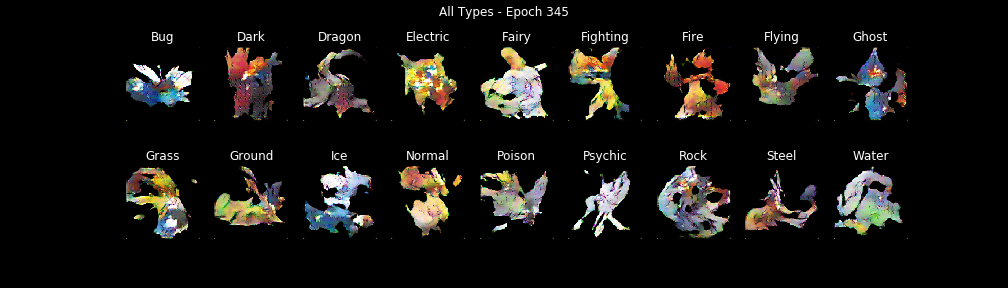 All Types - Epoch 345
Bug Dark Dragon Electric Fairy Fighting Fire Flying Ghost
Grass Ground Ice Normal Poison Psychic Rock Steel Water